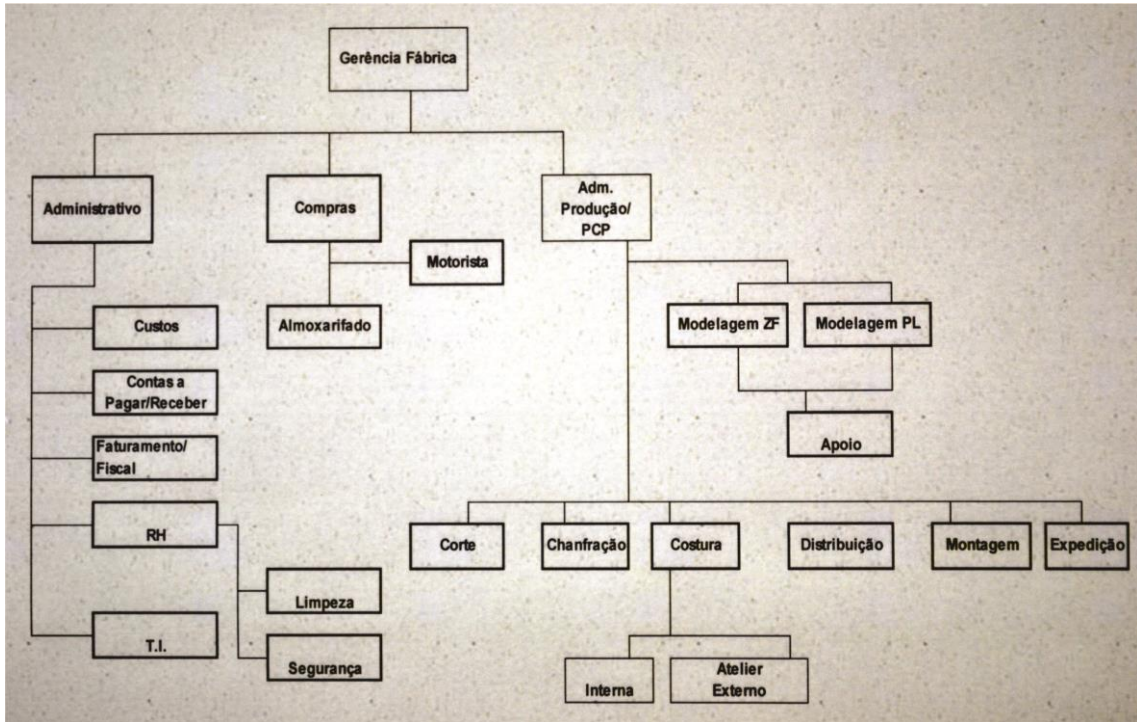 Gerência Fábrica
Administrativo
Compras
Adm.
Produção/
PCP
Motorista
Custos
Almoxarifado
Modelagem ZF
Modelagem PL
Contas a
Pagar/Receber
Apoio
Faturamento/
Fiscal
RH
Corte
Chanfração
Costura
Distribuição
Montagem
Expedição
Limpeza
T.I.
Segurança
Interna
Atelier
Externo